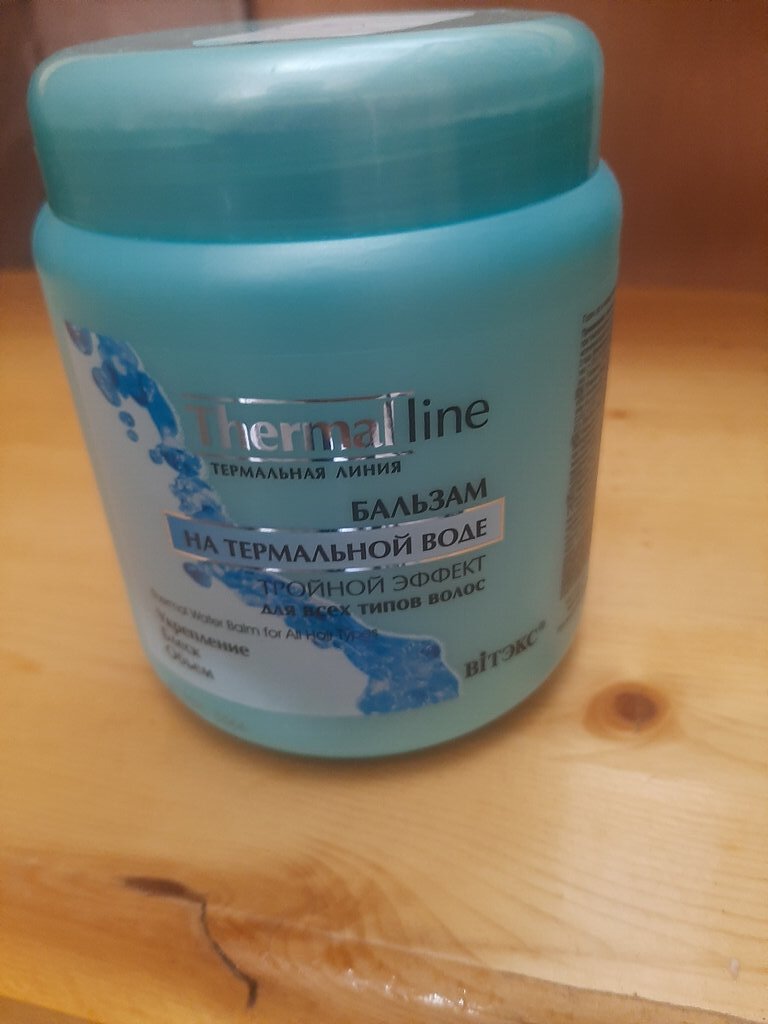 Thermal line
ТЕРМАЛЬНАЯ ЛИНИЯ
БАЛЬЗАМ
НА ТЕРМАЛЬНОЙ ВОДЕ
ТРОЙНОЙ ЭФФЕКТ
для всех типов волос
Thermal Water Balm for All Hair Types
Укрепление
Блеск
Объем
вiтэкс®